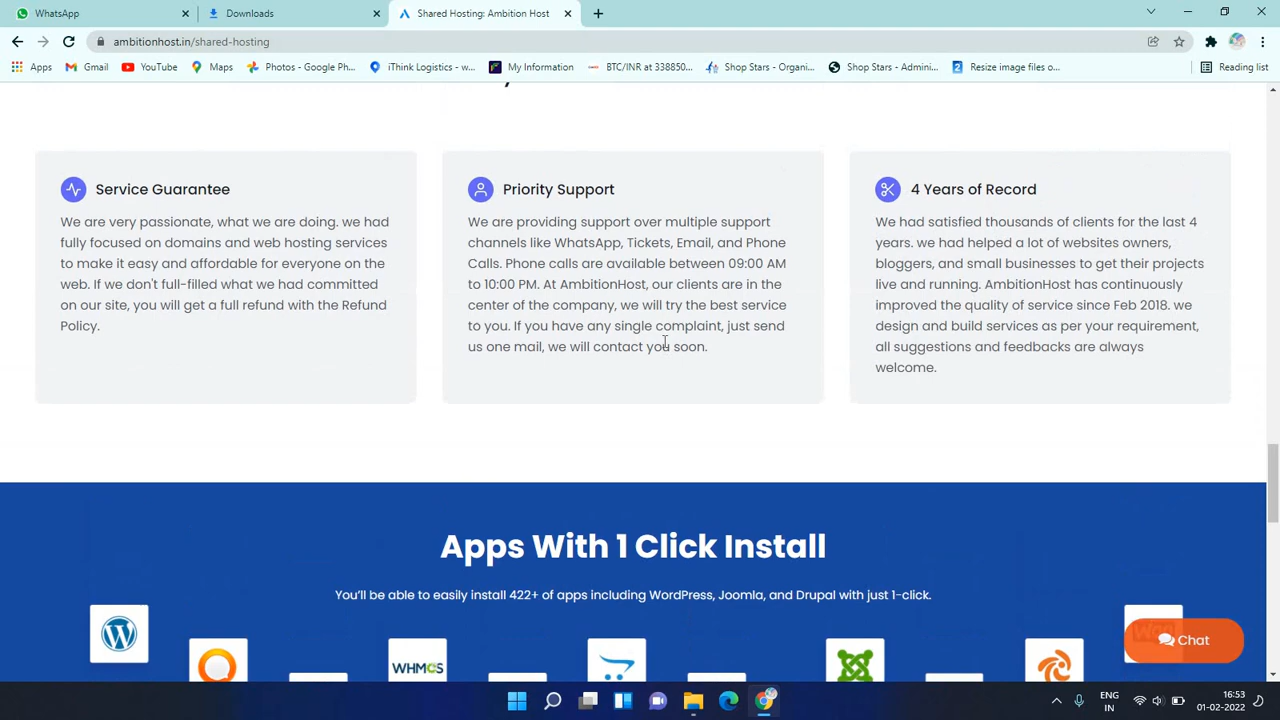 WhatsApp
Downloads
Shared Hosting: Ambition Host
ambitionhost.in/shared-hosting
Apps
Gmail
YouTube
Maps
Photos - Google Ph...
iThink Logistics - w...
My Information
BTC/INR at 338850...
Shop Stars - Organi...
Shop Stars - Admini...
Resize image files o...
Reading list
Service Guarantee
We are very passionate, what we are doing. we had
fully focused on domains and web hosting services
to make it easy and affordable for everyone on the
web. If we don't full-filled what we had committed
on our site, you will get a full refund with the Refund
Policy.
Priority Support
We are providing support over multiple support
channels like WhatsApp, Tickets, Email, and Phone
Calls. Phone calls are available between 09:00 AM
to 10:00 PM. At AmbitionHost, our clients are in the
center of the company, we will try the best service
to you. If you have any single complaint, just send
us one mail, we will contact you soon.
4 Years of Record
We had satisfied thousands of clients for the last 4
years. we had helped a lot of websites owners,
bloggers, and small businesses to get their projects
live and running. AmbitionHost has continuously
improved the quality of service since Feb 2018. we
design and build services as per your requirement,
all suggestions and feedbacks are always
welcome.
Apps With 1 Click Install
You'll be able to easily install 422+ of apps including WordPress, Joomla, and Drupal with just 1-click.
WHMCS
Chat
ENG
IN
16:53
01-02-2022